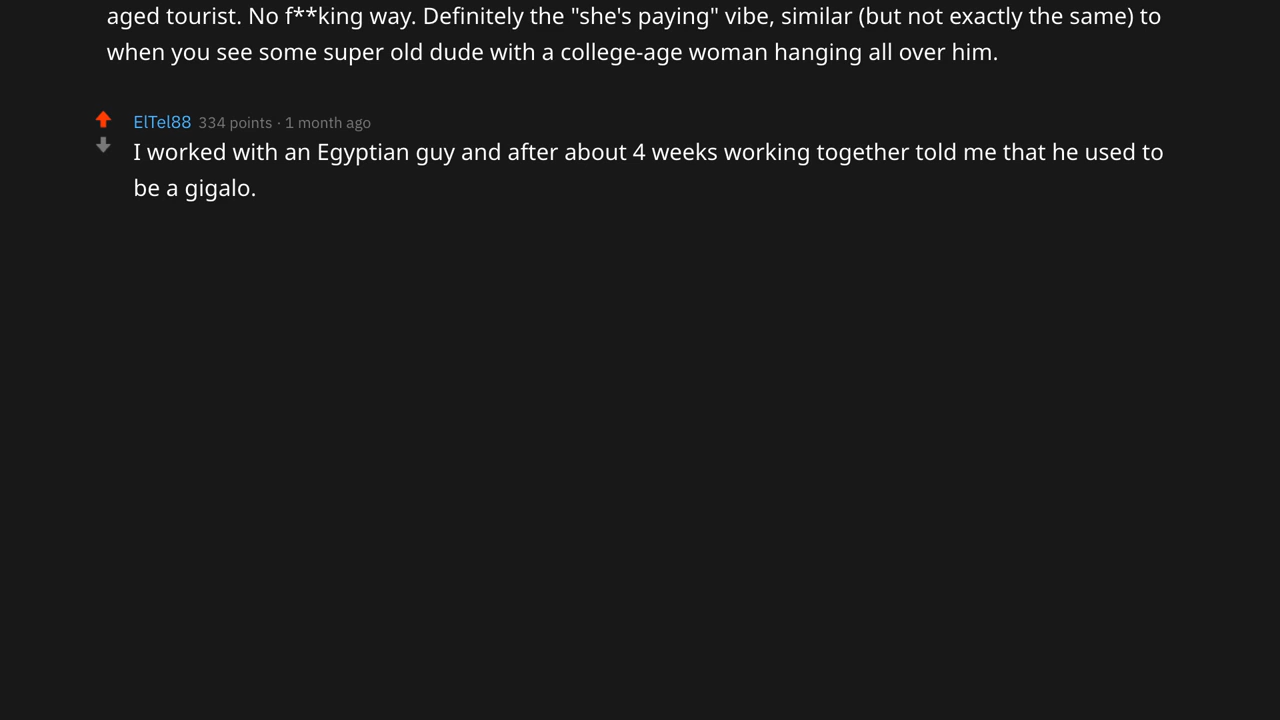 aged tourist. No f**king way. Definitely the "she's paying" vibe, similar (but not exactly the same) to
when you see some super old dude with a college-age woman hanging all over him.
ElTel88 334 points · 1 month ago
I worked with an Egyptian guy and after about 4 weeks working together told me that he used to
be a gigalo.